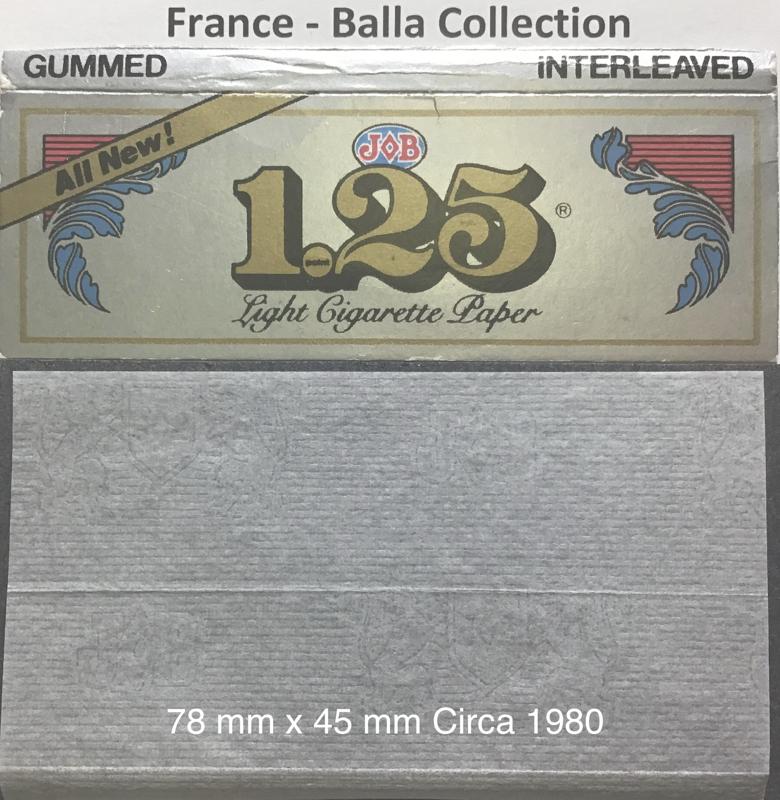 France - Balla Collection
GUMMED iNTERLEAVED
All New!
JOB
1.25 ®
point
Light Cigarette Paper
78 mm x 45 mm Circa 1980